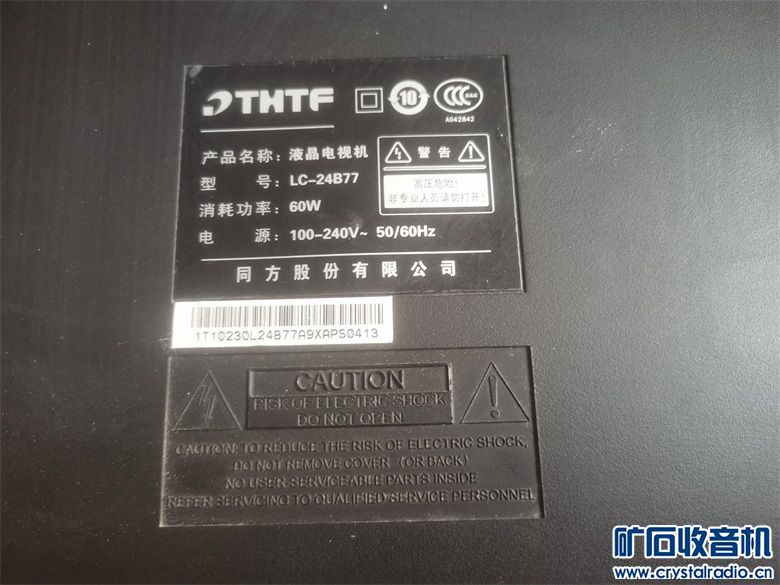 THTF
10
CCC
A042842
产品名称：液晶电视机
型 号：LC-24B77
消耗功率：60W
电 源：100-240V~ 50/60Hz
警告
高压危险！
非专业人员请勿打开！
同方股份有限公司
1T10230L24B77A9XAPS0413
CAUTION
RISK OF ELECTRIC SHOCK
DO NOT OPEN
CAUTION: TO REDUCE THE RISK OF ELECTRIC SHOCK,
DO NOT REMOVE COVER (OR BACK)
NO USER SERVICEABLE PARTS INSIDE
REFER SERVICING TO QUALIFIED SERVICE PERSONNEL
矿石收音机
www.crystalradio.cn